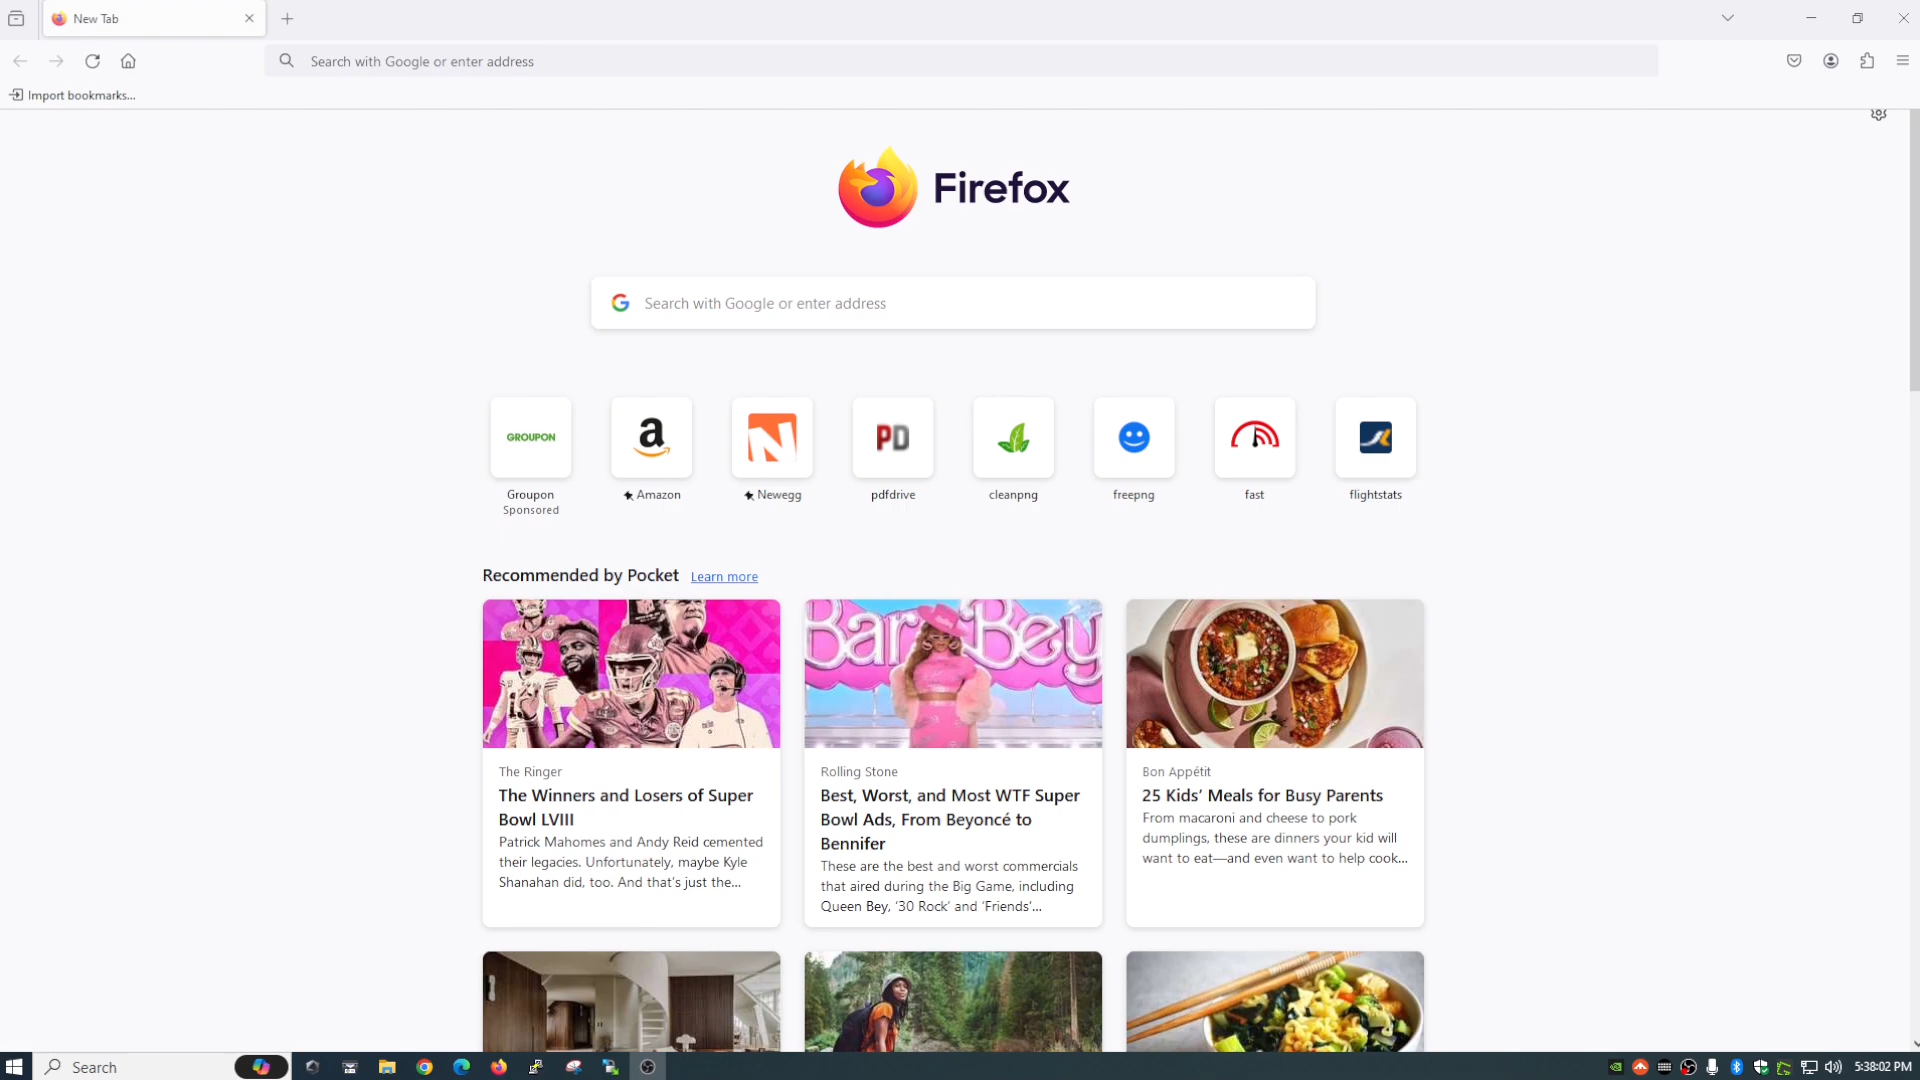 New Tab
Search with Google or enter address
Import bookmarks...
Firefox
Search with Google or enter address
GROUPON
a
N
PD
Groupon
Sponsored
Amazon
Newegg
pdfdrive
cleanpng
freepng
fast
flightstats
Recommended by Pocket Learn more
Bar Bey
The Ringer
The Winners and Losers of Super
Bowl LVIII
Patrick Mahomes and Andy Reid cemented
their legacies. Unfortunately, maybe Kyle
Shanahan did, too. And that’s just the...
Rolling Stone
Best, Worst, and Most WTF Super
Bowl Ads, From Beyoncé to
Bennifer
These are the best and worst commercials
that aired during the Big Game, including
Queen Bey, ‘30 Rock’ and ‘Friends’...
Bon Appétit
25 Kids’ Meals for Busy Parents
From macaroni and cheese to pork
dumplings, these are dinners your kid will
want to eat—and even want to help cook...
Search
5:38:02 PM